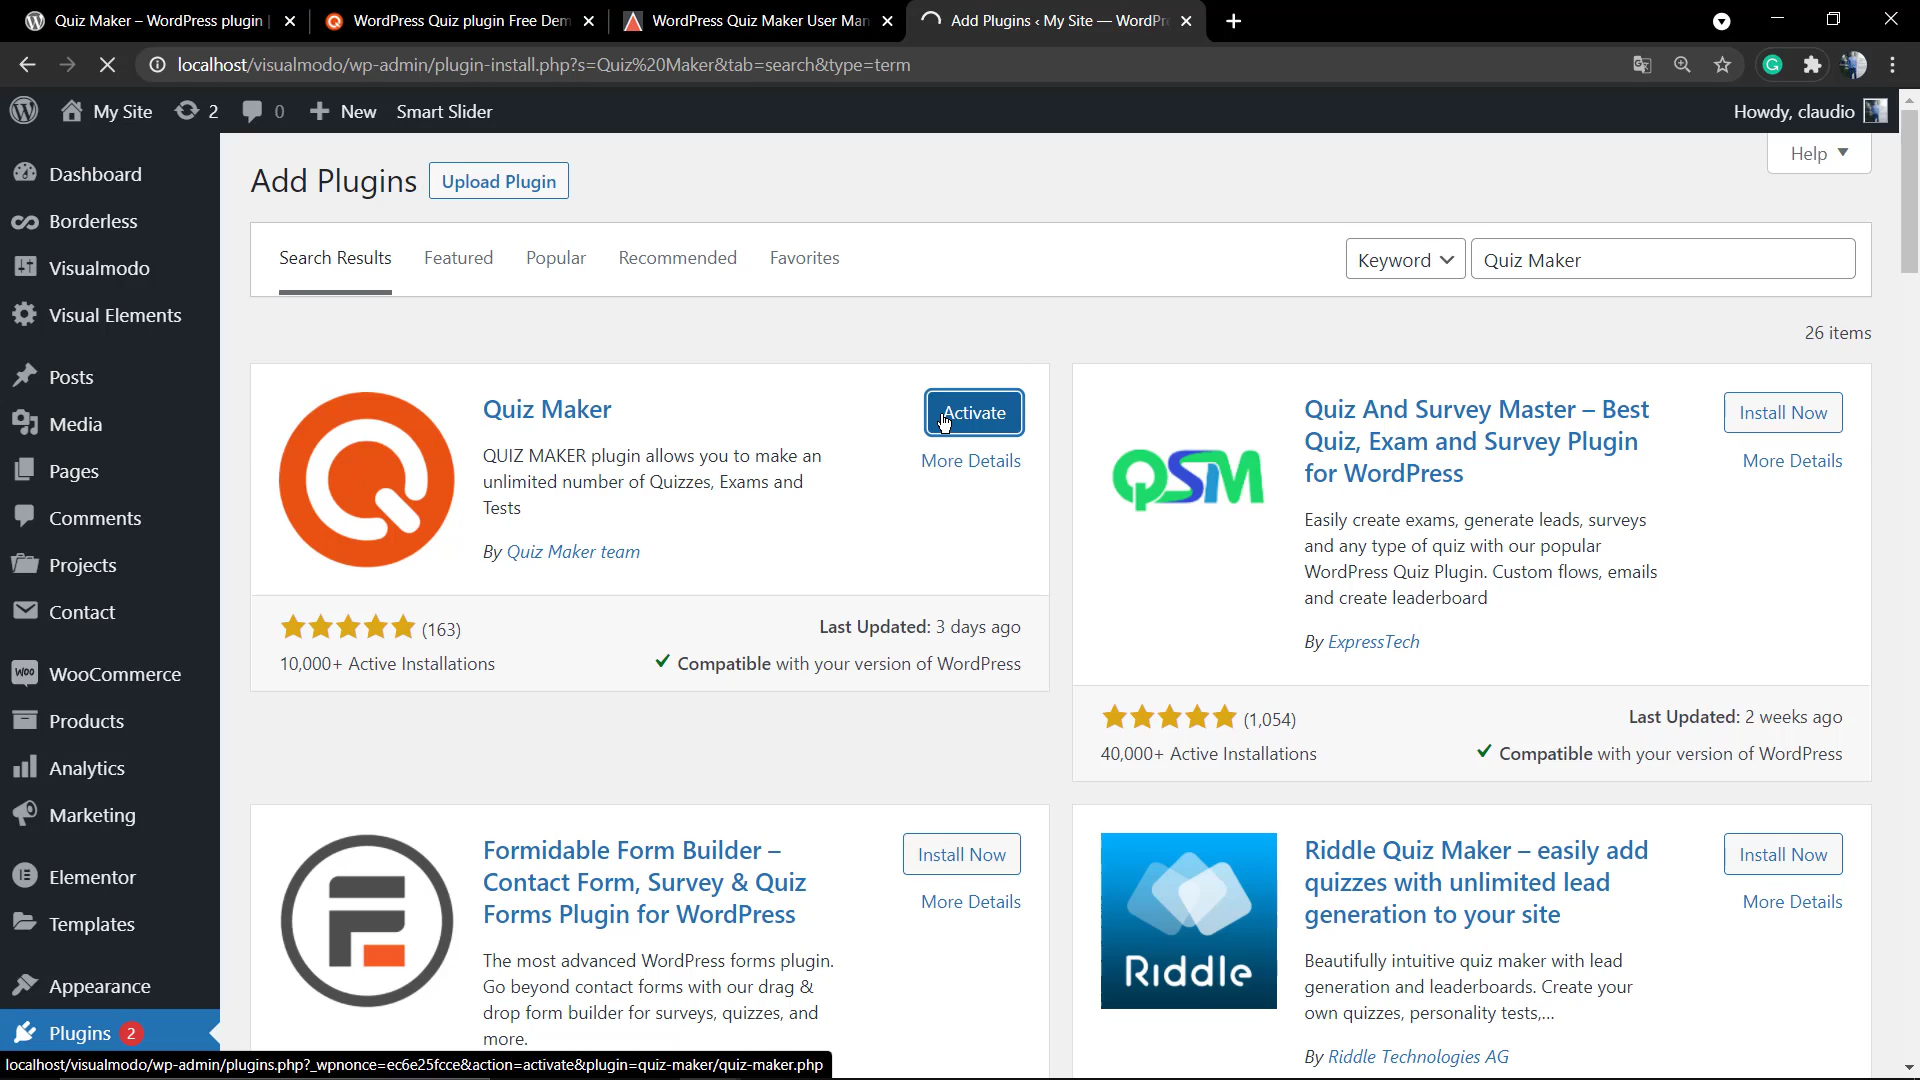 Quiz Maker – WordPress plugin
WordPress Quiz plugin Free Dem
WordPress Quiz Maker User Man
Add Plugins ‹ My Site — WordPr
localhost/visualmodo/wp-admin/plugin-install.php?s=Quiz%20Maker&tab=search&type=term
My Site
2
0
New
Smart Slider
Howdy, claudio
Dashboard
Borderless
Visualmodo
Visual Elements
Posts
Media
Pages
Comments
Projects
Contact
WooCommerce
Products
Analytics
Marketing
Elementor
Templates
Appearance
Plugins 2
Help
Add Plugins
Upload Plugin
Search Results
Featured
Popular
Recommended
Favorites
Keyword
Quiz Maker
26 items
Quiz Maker
Activate
More Details
QUIZ MAKER plugin allows you to make an
unlimited number of Quizzes, Exams and
Tests
By Quiz Maker team
(163)
10,000+ Active Installations
Last Updated: 3 days ago
Compatible with your version of WordPress
QSM
Quiz And Survey Master – Best
Quiz, Exam and Survey Plugin
for WordPress
Install Now
More Details
Easily create exams, generate leads, surveys
and any type of quiz with our popular
WordPress Quiz Plugin. Custom flows, emails
and create leaderboard
By ExpressTech
(1,054)
40,000+ Active Installations
Last Updated: 2 weeks ago
Compatible with your version of WordPress
Formidable Form Builder –
Contact Form, Survey & Quiz
Forms Plugin for WordPress
Install Now
More Details
The most advanced WordPress forms plugin.
Go beyond contact forms with our drag &
drop form builder for surveys, quizzes, and
more.
Riddle
Riddle Quiz Maker – easily add
quizzes with unlimited lead
generation to your site
Install Now
More Details
Beautifully intuitive quiz maker with lead
generation and leaderboards. Create your
own quizzes, personality tests,...
By Riddle Technologies AG
localhost/visualmodo/wp-admin/plugins.php?_wpnonce=ec6e25fcce&action=activate&plugin=quiz-maker/quiz-maker.php